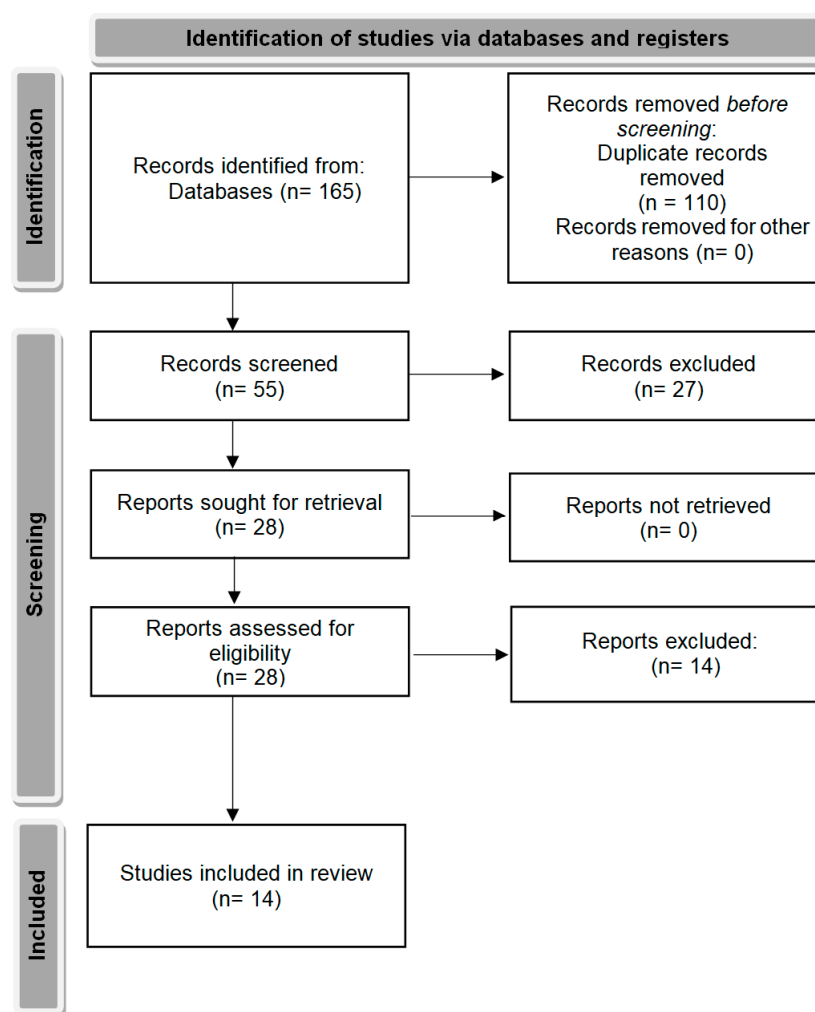 Identification of studies via databases and registers
Identification
Records identified from:
Databases (n= 165)
Records removed before
screening:
Duplicate records
removed
(n = 110)
Records removed for other
reasons (n= 0)
Screening
Records screened
(n= 55)
Records excluded
(n= 27)
Reports sought for retrieval
(n= 28)
Reports not retrieved
(n= 0)
Reports assessed for
eligibility
(n= 28)
Reports excluded:
(n= 14)
Included
Studies included in review
(n= 14)